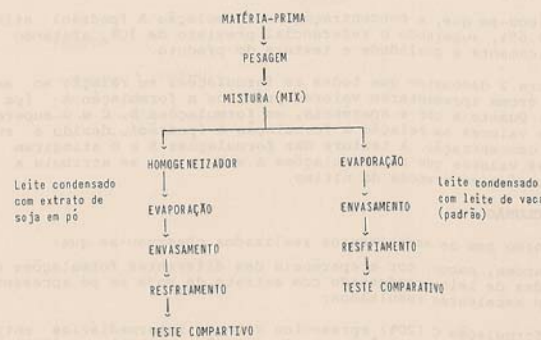 MATÉRIA-PRIMA
PESAGEM
MISTURA (MIX)
HOMOGENEIZADOR
EVAPORAÇÃO
Leite condensado
com extrato de
soja em pó
Leite condensado
com leite de vaca
(padrão)
EVAPORAÇÃO
ENVASAMENTO
ENVASAMENTO
RESFRIAMENTO
RESFRIAMENTO
TESTE COMPARATIVO
TESTE COMPARTIVO